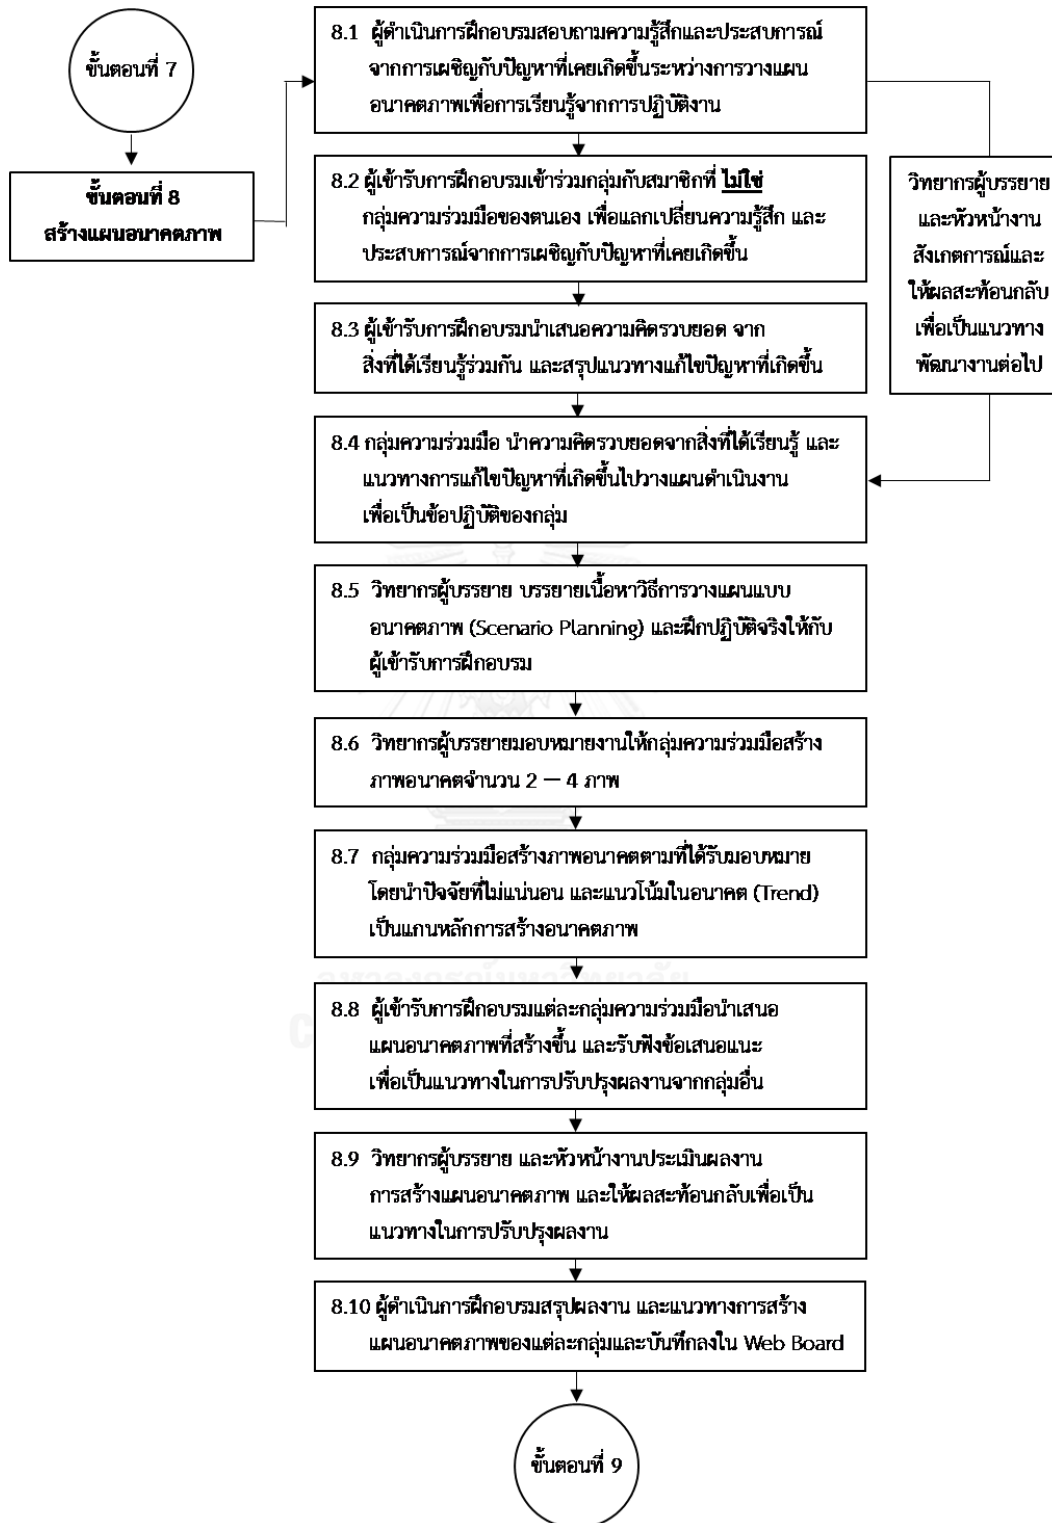 ขั้นตอนที่ 7
ขั้นตอนที่ 8
สร้างแผนอนาคตภาพ
8.1 ผู้ดำเนินการฝึกอบรมสอบถามความรู้สึกและประสบการณ์
จากการเผชิญกับปัญหาที่เคยเกิดขึ้นระหว่างการวางแผน
อนาคตภาพเพื่อการเรียนรู้จากการปฏิบัติงาน
8.2 ผู้เข้ารับการฝึกอบรมเข้าร่วมกลุ่มกับสมาชิกที่ ไม่ใช่
กลุ่มความร่วมมือของตนเอง เพื่อแลกเปลี่ยนความรู้สึก และ
ประสบการณ์จากการเผชิญกับปัญหาที่เคยเกิดขึ้น
วิทยากรผู้บรรยาย
และหัวหน้างาน
สังเกตการณ์และ
ให้ผลสะท้อนกลับ
เพื่อเป็นแนวทาง
พัฒนางานต่อไป
8.3 ผู้เข้ารับการฝึกอบรมนำเสนอความคิดรวบยอด จาก
สิ่งที่ได้เรียนรู้ร่วมกัน และสรุปแนวทางแก้ไขปัญหาที่เกิดขึ้น
8.4 กลุ่มความร่วมมือ นำความคิดรวบยอดจากสิ่งที่ได้เรียนรู้ และ
แนวทางการแก้ไขปัญหาที่เกิดขึ้นไปวางแผนดำเนินงาน
เพื่อเป็นข้อปฏิบัติของกลุ่ม
8.5 วิทยากรผู้บรรยาย บรรยายเนื้อหาวิธีการวางแผนแบบ
อนาคตภาพ (Scenario Planning) และฝึกปฏิบัติจริงให้กับ
ผู้เข้ารับการฝึกอบรม
8.6 วิทยากรผู้บรรยายมอบหมายงานให้กลุ่มความร่วมมือสร้าง
ภาพอนาคตจำนวน 2 – 4 ภาพ
8.7 กลุ่มความร่วมมือสร้างภาพอนาคตตามที่ได้รับมอบหมาย
โดยนำปัจจัยที่ไม่แน่นอน และแนวโน้มในอนาคต (Trend)
เป็นแกนหลักการสร้างอนาคตภาพ
8.8 ผู้เข้ารับการฝึกอบรมแต่ละกลุ่มความร่วมมือนำเสนอ
แผนอนาคตภาพที่สร้างขึ้น และรับฟังข้อเสนอแนะ
เพื่อเป็นแนวทางในการปรับปรุงผลงานจากกลุ่มอื่น
8.9 วิทยากรผู้บรรยาย และหัวหน้างานประเมินผลงาน
การสร้างแผนอนาคตภาพ และให้ผลสะท้อนกลับเพื่อเป็น
แนวทางในการปรับปรุงผลงาน
8.10 ผู้ดำเนินการฝึกอบรมสรุปผลงาน และแนวทางการสร้าง
แผนอนาคตภาพของแต่ละกลุ่มและบันทึกลงใน Web Board
ขั้นตอนที่ 9